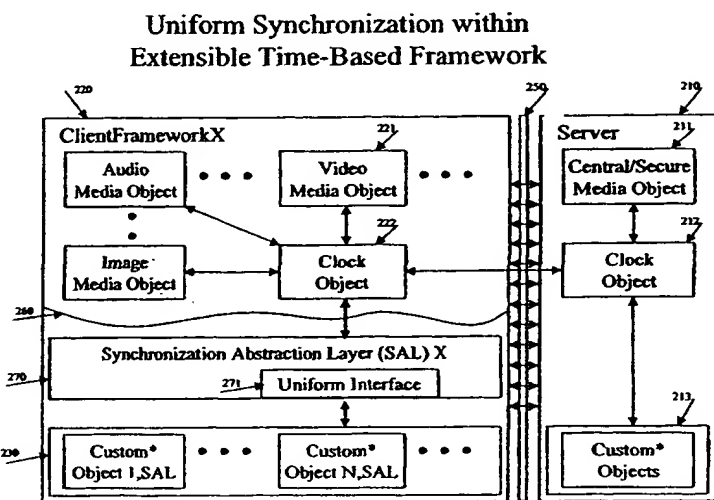 Uniform Synchronization within
Extensible Time-Based Framework
220
250
210
ClientFrameworkX
221
Server
211
Audio
Media Object
Video
Media Object
Central/Secure
Media Object
222
212
Image
Media Object
Clock
Object
Clock
Object
260
Synchronization Abstraction Layer (SAL) X
270
271
Uniform Interface
213
230
Custom*
Object 1,SAL
Custom*
Object N,SAL
Custom*
Objects